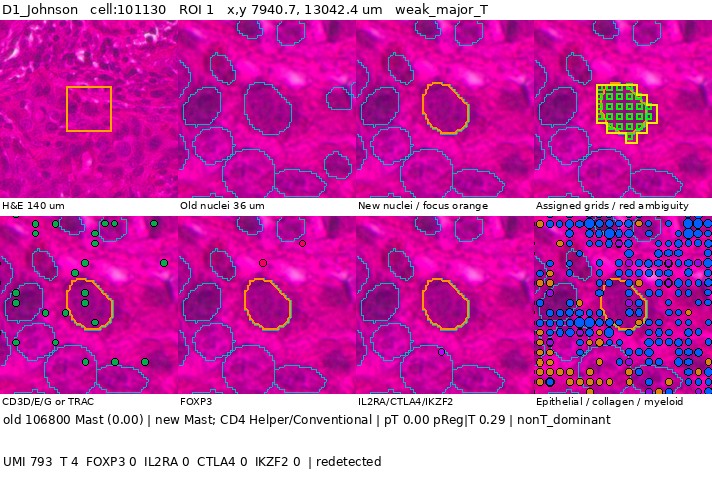 D1_Johnson cell:101130 ROI 1 x,y 7940.7, 13042.4 um weak_major_T
H&E 140 um
Old nuclei 36 um
New nuclei / focus orange
Assigned grids / red ambiguity
CD3D/E/G or TRAC
FOXP3
IL2RA/CTLA4/IKZF2
Epithelial / collagen / myeloid
old 106800 Mast (0.00) | new Mast; CD4 Helper/Conventional | pT 0.00 pReg|T 0.29 | nonT_dominant
UMI 793 T 4 FOXP3 0 IL2RA 0 CTLA4 0 IKZF2 0 | redetected